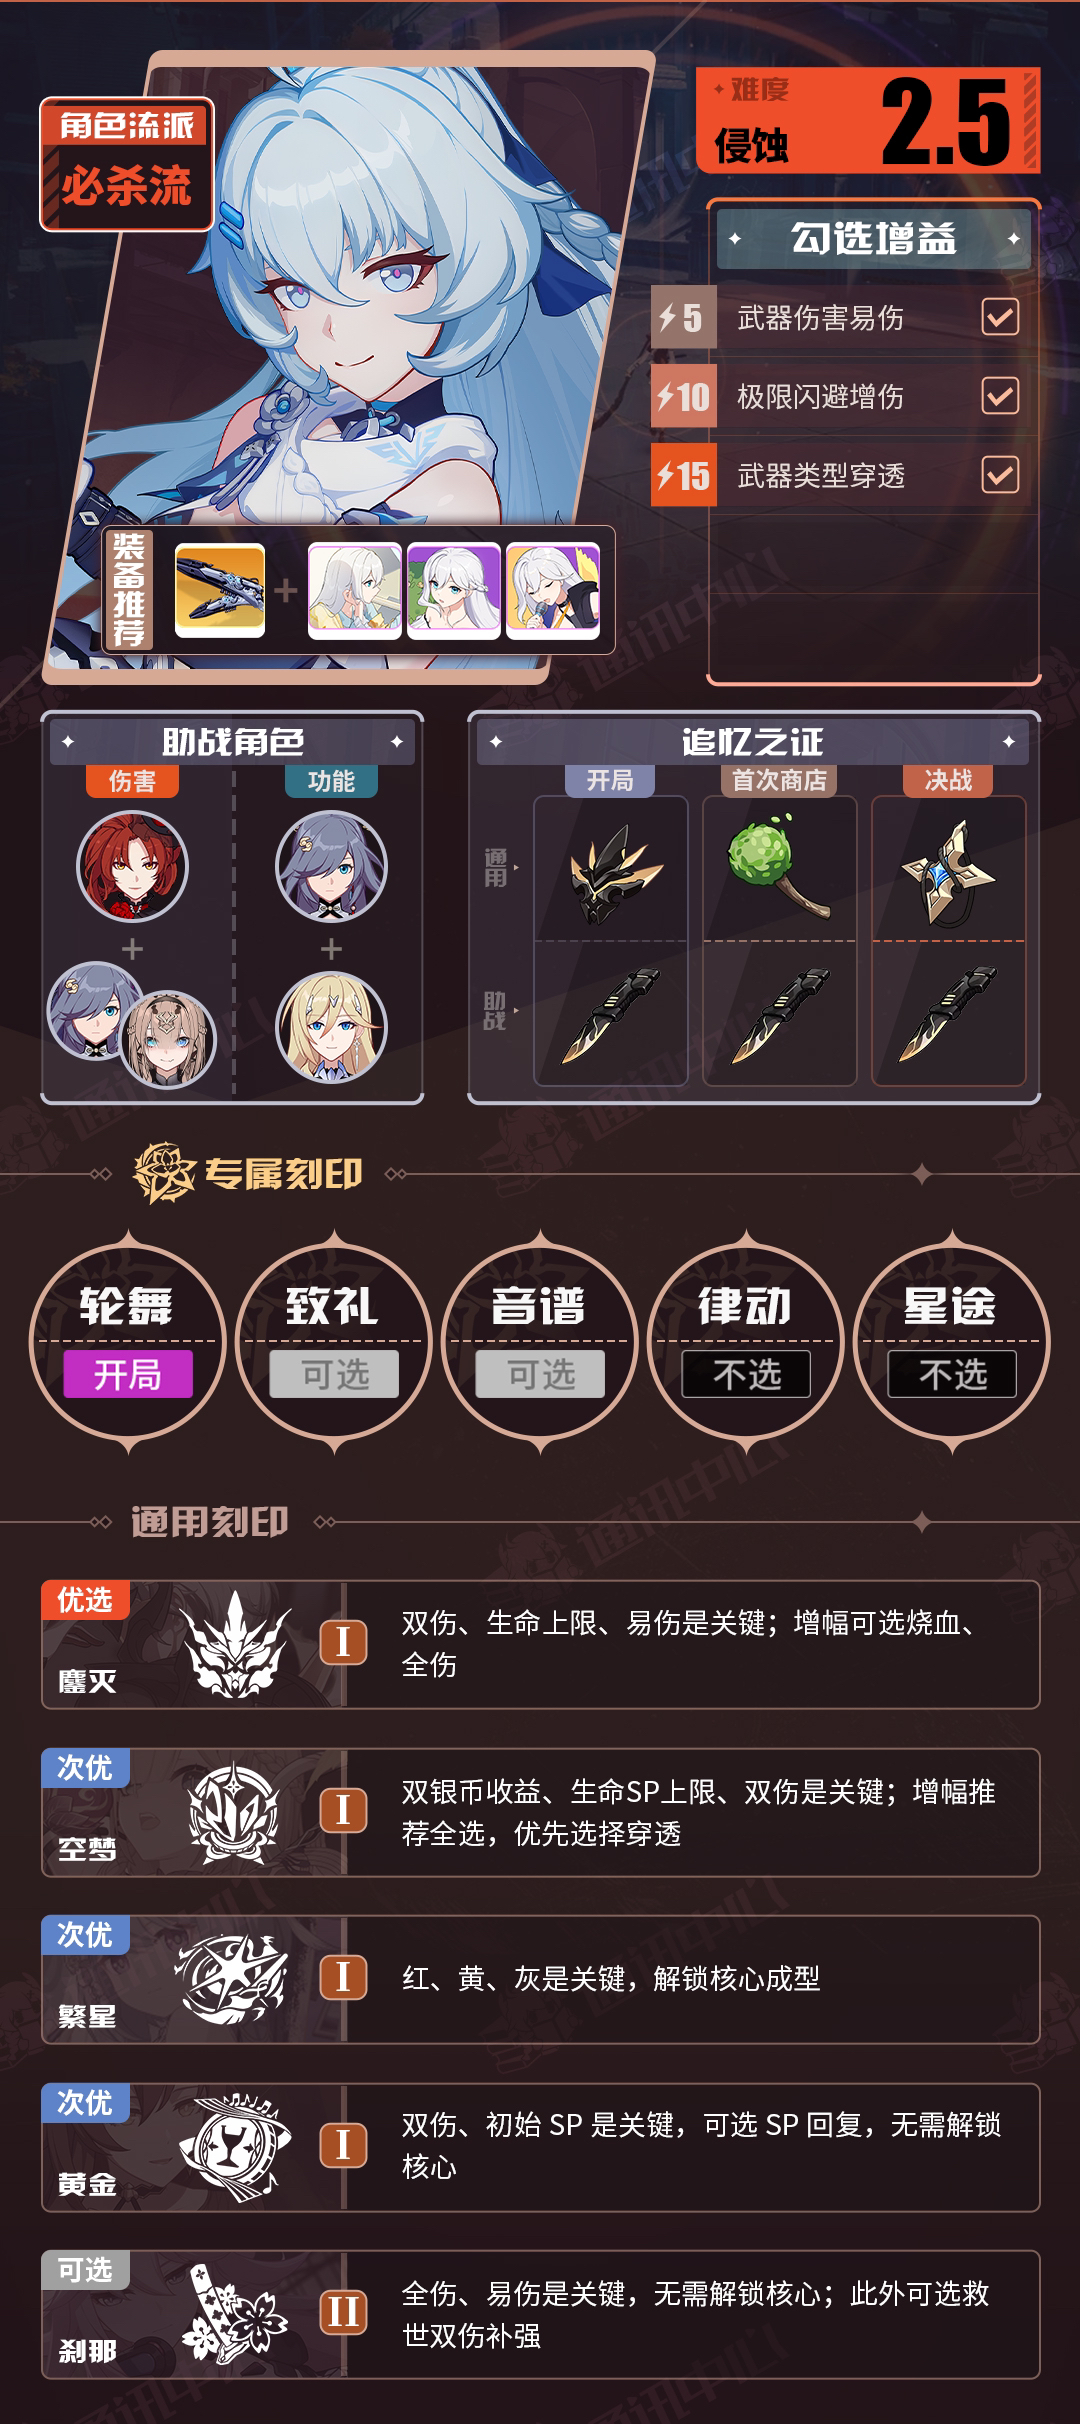 角色流派
必杀流
难度
侵蚀
2.5
勾选增益
5 武器伤害易伤
10 极限闪避增伤
15 武器类型穿透
装备推荐
助战角色
伤害
功能
追忆之证
开局
首次商店
决战
通用
助战
专属刻印
轮舞
开局
致礼
可选
音谱
可选
律动
不选
星途
不选
通用刻印
优选
鏖灭
I
双伤、生命上限、易伤是关键；增幅可选烧血、
全伤
次优
空梦
I
双银币收益、生命SP上限、双伤是关键；增幅推
荐全选，优先选择穿透
次优
繁星
I
红、黄、灰是关键，解锁核心成型
次优
黄金
I
双伤、初始 SP 是关键，可选 SP 回复，无需解锁
核心
可选
刹那
II
全伤、易伤是关键，无需解锁核心；此外可选救
世双伤补强
通讯中心